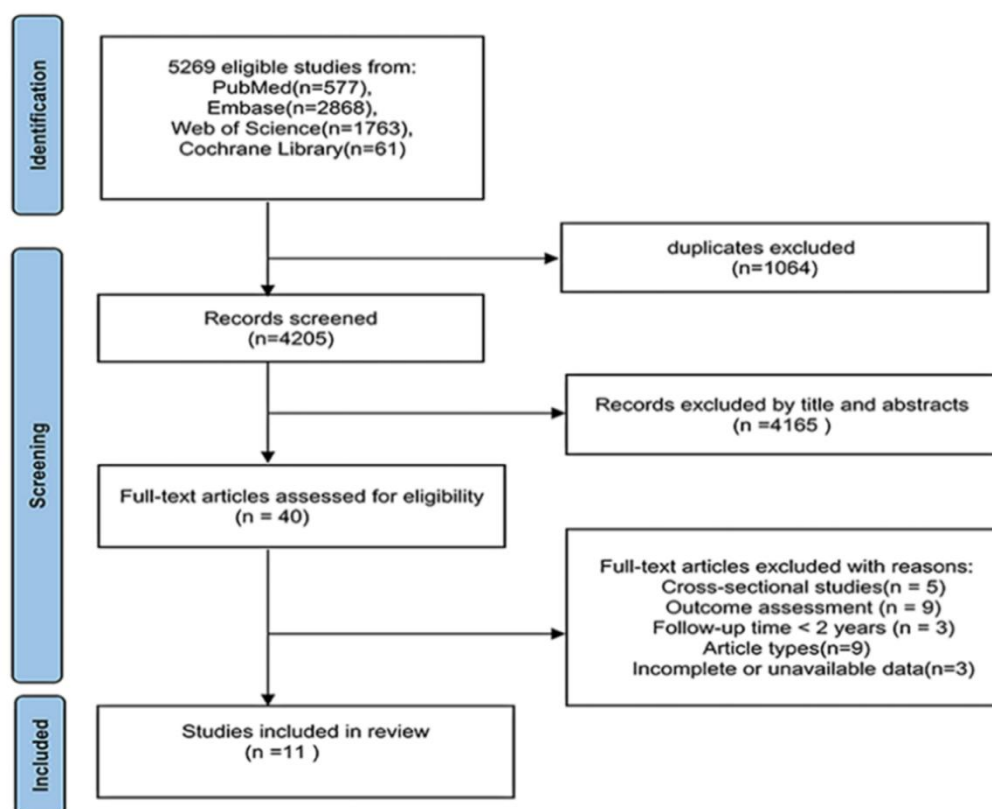 Identification
5269 eligible studies from:
PubMed(n=577),
Embase(n=2868),
Web of Science(n=1763),
Cochrane Library(n=61)
duplicates excluded
(n=1064)
Screening
Records screened
(n=4205)
Records excluded by title and abstracts
(n =4165 )
Full-text articles assessed for eligibility
(n = 40)
Full-text articles excluded with reasons:
Cross-sectional studies(n = 5)
Outcome assessment (n = 9)
Follow-up time < 2 years (n = 3)
Article types(n=9)
Incomplete or unavailable data(n=3)
Included
Studies included in review
(n =11 )